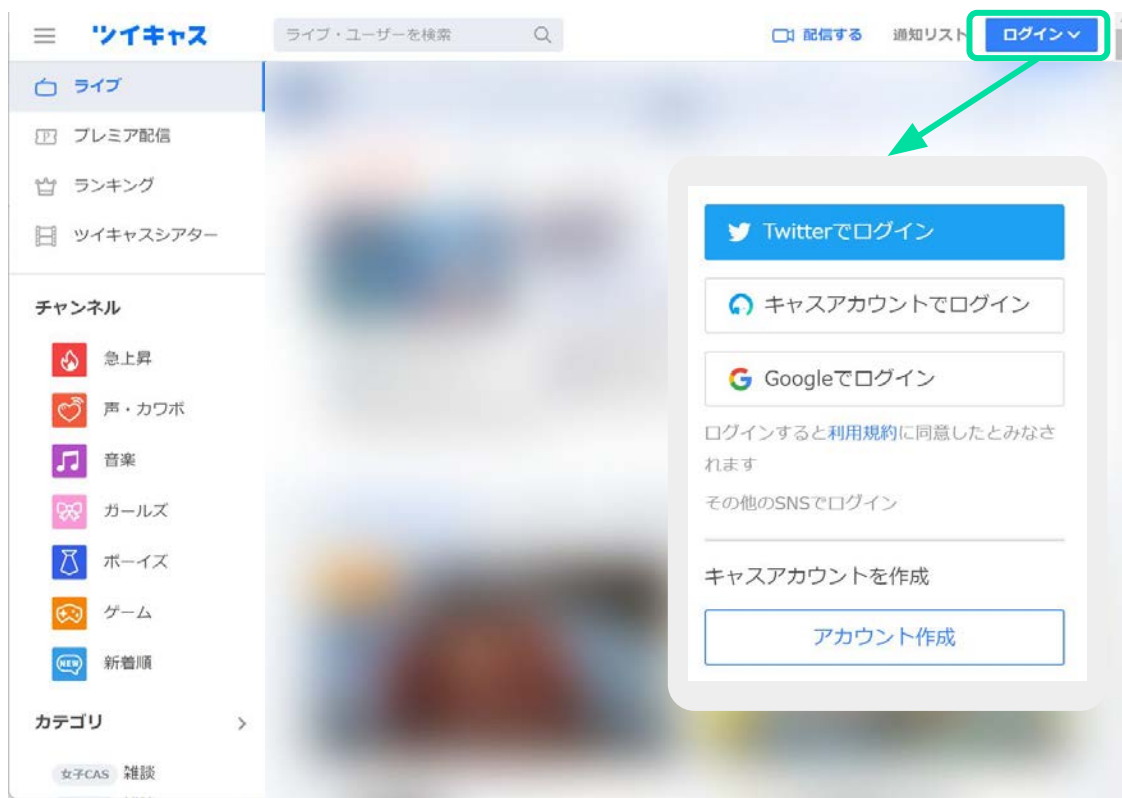 ツイキャス
ライブ・ユーザーを検索
配信する
通知リスト
ログイン
ライブ
プレミア配信
ランキング
ツイキャスシアター
チャンネル
急上昇
声・カワボ
音楽
ガールズ
ボーイズ
ゲーム
NEW
新着順
カテゴリ
女子CAS 雑談
Twitterでログイン
キャスアカウントでログイン
Googleでログイン
ログインすると利用規約に同意したとみなさ
れます
その他のSNSでログイン
キャスアカウントを作成
アカウント作成